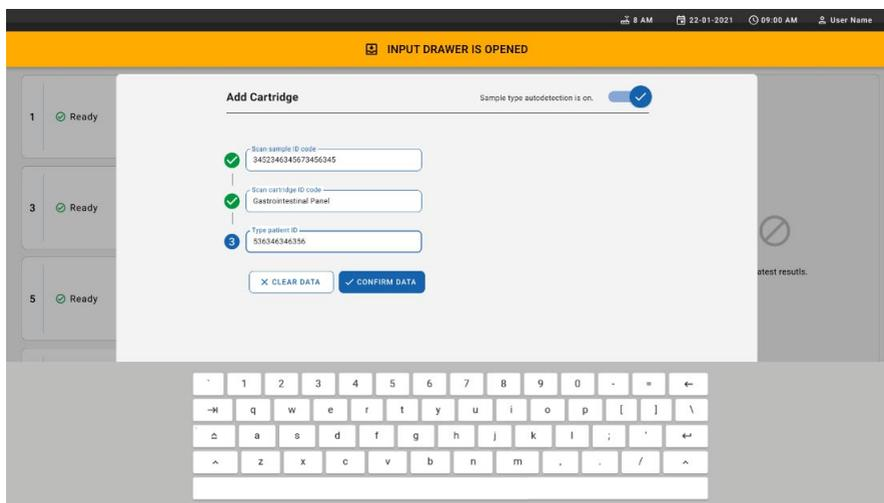 8 AM 22-01-2021 09:00 AM User Name
INPUT DRAWER IS OPENED
Add Cartridge Sample type autodetection is on.
1 Ready
Scan sample ID code
3452346345673456345
Scan cartridge ID code
3 Ready
Gastrointestinal Panel
Type patient ID
3 536346346356
atest resutls.
CLEAR DATA CONFIRM DATA
5 Ready
` 1 2 3 4 5 6 7 8 9 0 - =
q w e r t y u i o p [ ] \
a s d f g h j k l ; '
z x c v b n m , . /